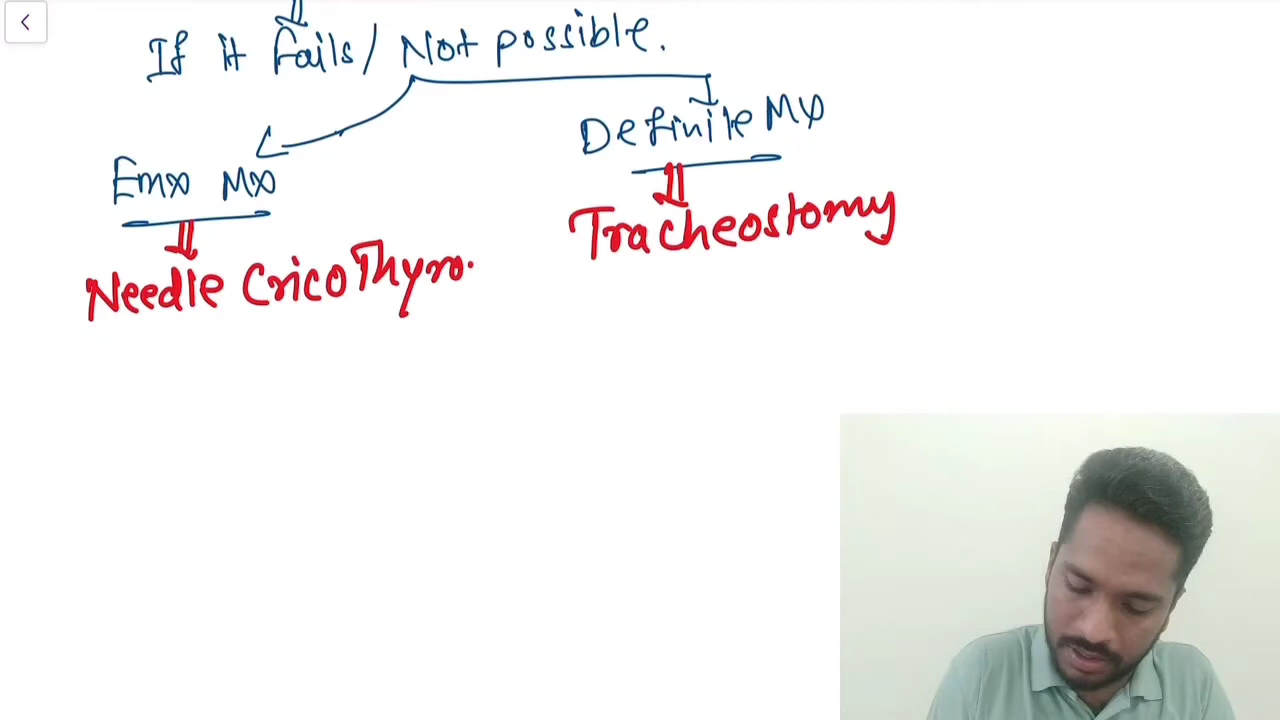 If it fails/ Not possible.
Definite Mx
Emx Mx
Tracheostomy
Needle CricoThyro.